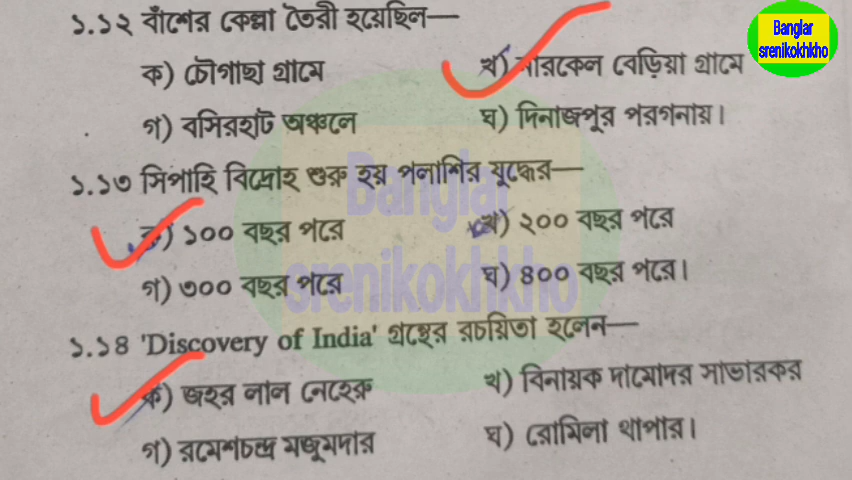 ১.১২ বাঁশের কেল্লা তৈরী হয়েছিল—
ক) চৌগাছা গ্রামে
খ) নারকেল বেড়িয়া গ্রামে
গ) বসিরহাট অঞ্চলে
ঘ) দিনাজপুর পরগনায়।
১.১৩ সিপাহি বিদ্রোহ শুরু হয় পলাশির যুদ্ধের—
ক) ১০০ বছর পরে
খ) ২০০ বছর পরে
গ) ৩০০ বছর পরে
ঘ) ৪০০ বছর পরে।
১.১৪ 'Discovery of India' গ্রন্থের রচয়িতা হলেন—
ক) জহর লাল নেহেরু
খ) বিনায়ক দামোদর সাভারকর
গ) রমেশচন্দ্র মজুমদার
ঘ) রোমিলা থাপার।
Banglar
srenikokhkho
Banglar
srenikokhkho